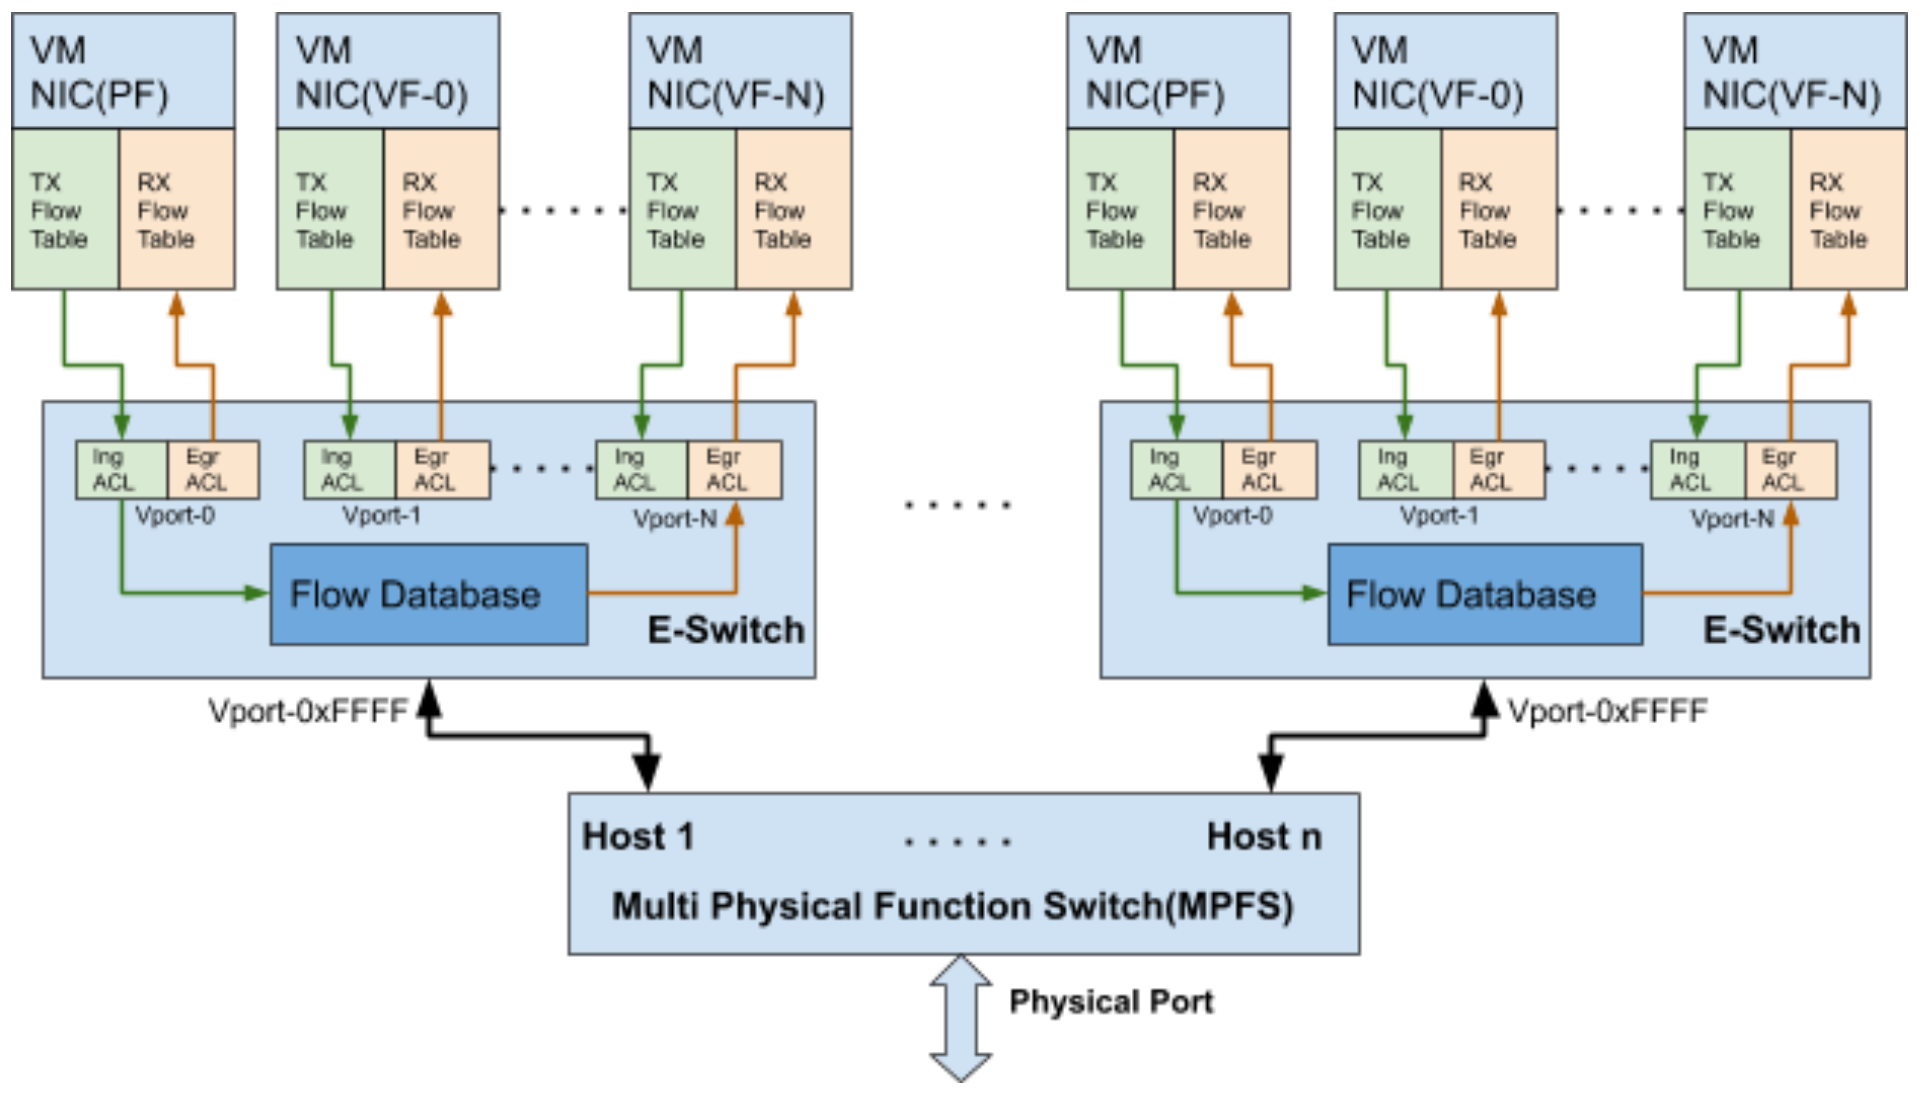 VM
NIC(PF)
VM
NIC(VF-0)
VM
NIC(VF-N)
VM
NIC(PF)
VM
NIC(VF-0)
VM
NIC(VF-N)
TX
Flow
Table
RX
Flow
Table
TX
Flow
Table
RX
Flow
Table
TX
Flow
Table
RX
Flow
Table
TX
Flow
Table
RX
Flow
Table
TX
Flow
Table
RX
Flow
Table
TX
Flow
Table
RX
Flow
Table
Ing
ACL
Egr
ACL
Vport-0
Ing
ACL
Egr
ACL
Vport-1
Ing
ACL
Egr
ACL
Vport-N
Flow Database
E-Switch
Ing
ACL
Egr
ACL
Vport-0
Ing
ACL
Egr
ACL
Vport-1
Ing
ACL
Egr
ACL
Vport-N
Flow Database
E-Switch
Vport-0xFFFF
Vport-0xFFFF
Host 1
Host n
Multi Physical Function Switch(MPFS)
Physical Port